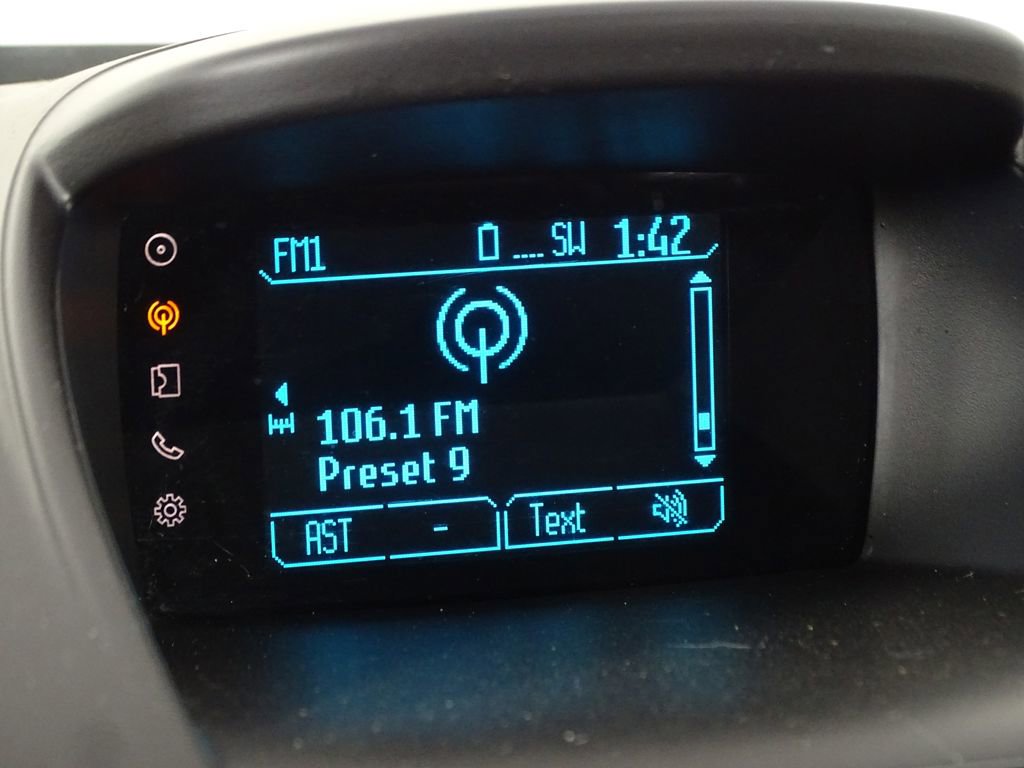 FM1 .... SW 1:42
106.1 FM
Preset 9
AST - Text